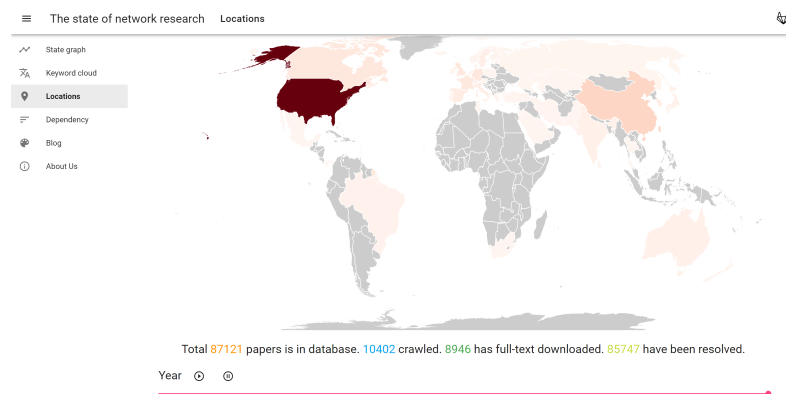 The state of network research Locations
State graph
Keyword cloud
Locations
Dependency
Blog
About Us
Total 87121 papers is in database. 10402 crawled. 8946 has full-text downloaded. 85747 have been resolved.
Year